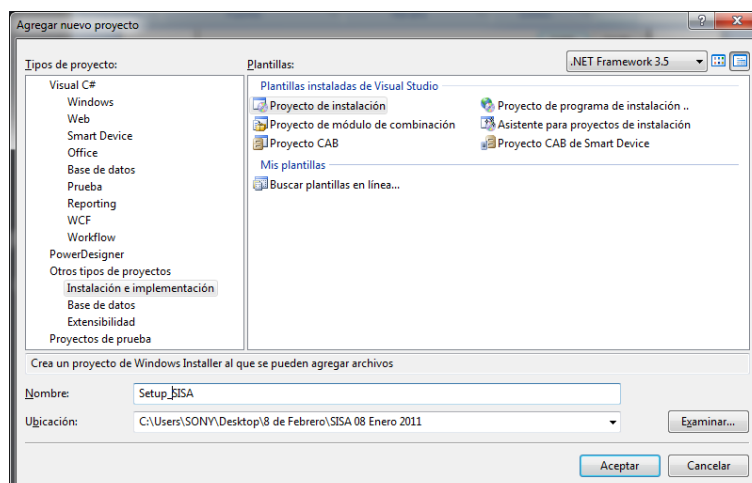 Agregar nuevo proyecto
Tipos de proyecto:
Plantillas:
.NET Framework 3.5
Visual C#
Windows
Web
Smart Device
Office
Base de datos
Prueba
Reporting
WCF
Workflow
PowerDesigner
Otros tipos de proyectos
Instalación e implementación
Base de datos
Extensibilidad
Proyectos de prueba
Plantillas instaladas de Visual Studio
Proyecto de instalación
Proyecto de programa de instalación ..
Proyecto de módulo de combinación
Asistente para proyectos de instalación
Proyecto CAB
Proyecto CAB de Smart Device
Mis plantillas
Buscar plantillas en línea...
Crea un proyecto de Windows Installer al que se pueden agregar archivos
Nombre:
Setup_SISA
Ubicación:
C:\Users\SONY\Desktop\8 de Febrero\SISA 08 Enero 2011
Examinar...
Aceptar
Cancelar